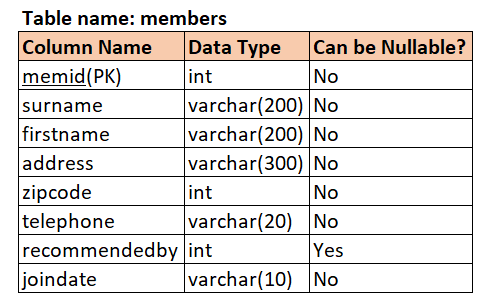 Table name: members
Column Name Data Type Can be Nullable?
memid(PK) int No
surname varchar(200) No
firstname varchar(200) No
address varchar(300) No
zipcode int No
telephone varchar(20) No
recommendedby int Yes
joindate varchar(10) No